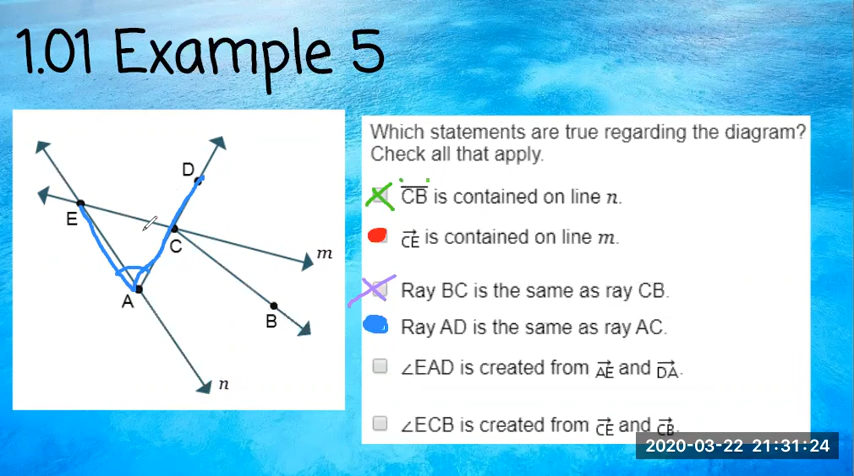 1.01 Example 5
D
E
C
m
A
B
n
Which statements are true regarding the diagram?
Check all that apply.
CB is contained on line n.
CE is contained on line m.
Ray BC is the same as ray CB.
Ray AD is the same as ray AC.
∠EAD is created from AE and DA.
∠ECB is created from CE and CB.
2020-03-22 21:31:24